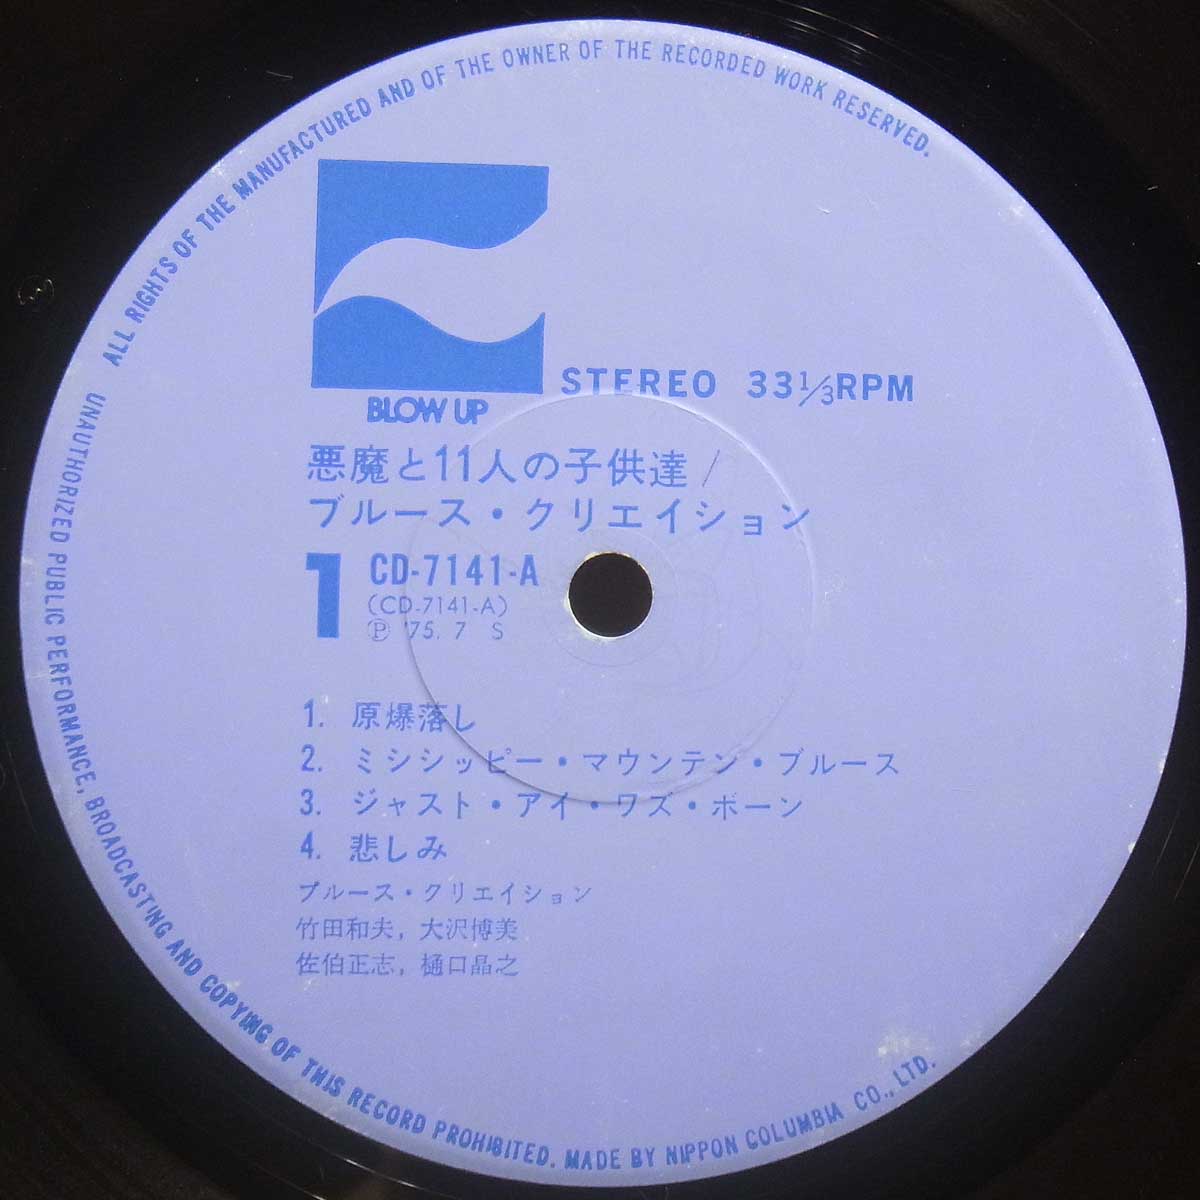 ALL RIGHTS OF THE MANUFACTURED AND OF THE OWNER OF THE RECORDED WORK RESERVED.
BLOW UP
STEREO 33⅓RPM
悪魔と11人の子供達/
ブルース・クリエイション
1
CD-7141-A
(CD-7141-A)
Ⓟ '75. 7 S
1. 原爆落し
2. ミシシッピー・マウンテン・ブルース
3. ジャスト・アイ・ワズ・ボーン
4. 悲しみ
ブルース・クリエイション
竹田和夫, 大沢博美
佐伯正志, 樋口晶之
UNAUTHORIZED PUBLIC PERFORMANCE, BROADCASTING AND COPYING OF THIS RECORD PROHIBITED. MADE BY NIPPON COLUMBIA CO., LTD.